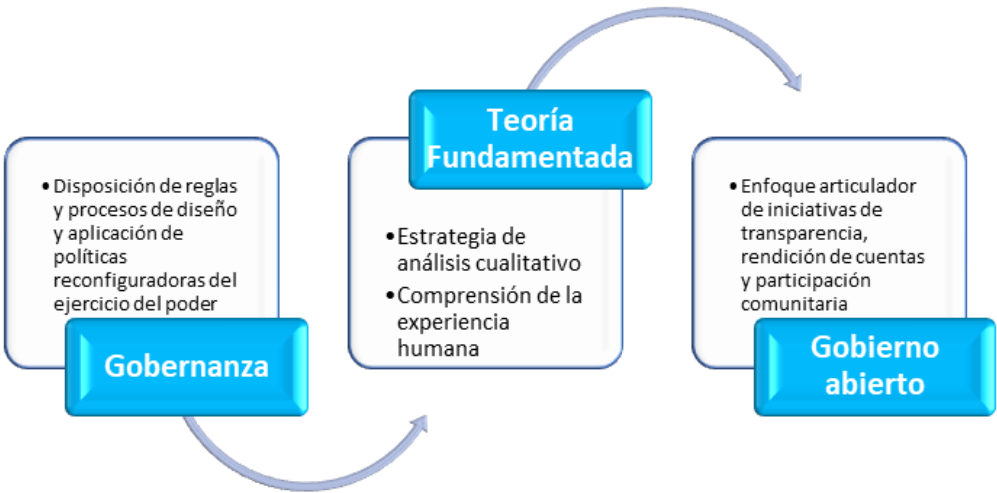 • Disposición de reglas
y procesos de diseño
y aplicación de
políticas
reconfiguradoras del
ejercicio del poder
Gobernanza
Teoría
Fundamentada
• Estrategia de
análisis cualitativo
• Comprensión de la
experiencia
humana
• Enfoque articulador
de iniciativas de
transparencia,
rendición de cuentas
y participación
comunitaria
Gobierno
abierto